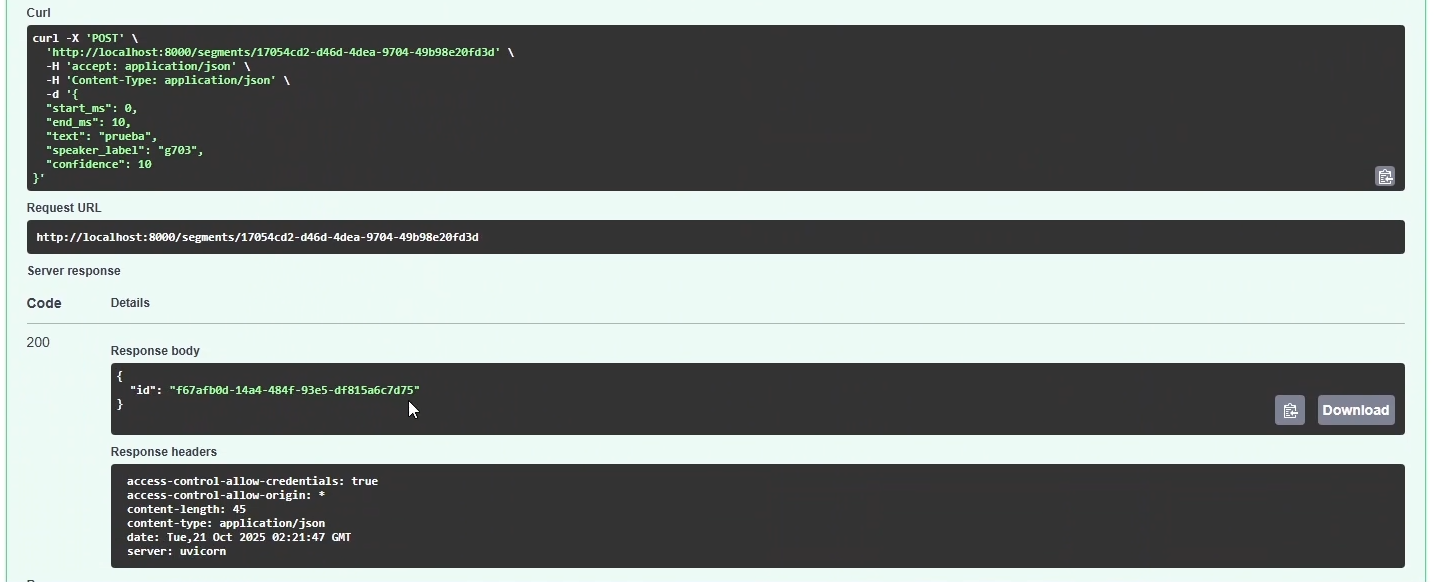 Curl
curl -X 'POST' \
  'http://localhost:8000/segments/17054cd2-d46d-4dea-9704-49b98e20fd3d' \
  -H 'accept: application/json' \
  -H 'Content-Type: application/json' \
  -d '{
  "start_ms": 0,
  "end_ms": 10,
  "text": "prueba",
  "speaker_label": "g703",
  "confidence": 10
}'
Request URL
http://localhost:8000/segments/17054cd2-d46d-4dea-9704-49b98e20fd3d
Server response
Code Details
200
Response body
{
  "id": "f67afb0d-14a4-484f-93e5-df815a6c7d75"
}
Download
Response headers
access-control-allow-credentials: true
access-control-allow-origin: *
content-length: 45
content-type: application/json
date: Tue,21 Oct 2025 02:21:47 GMT
server: uvicorn